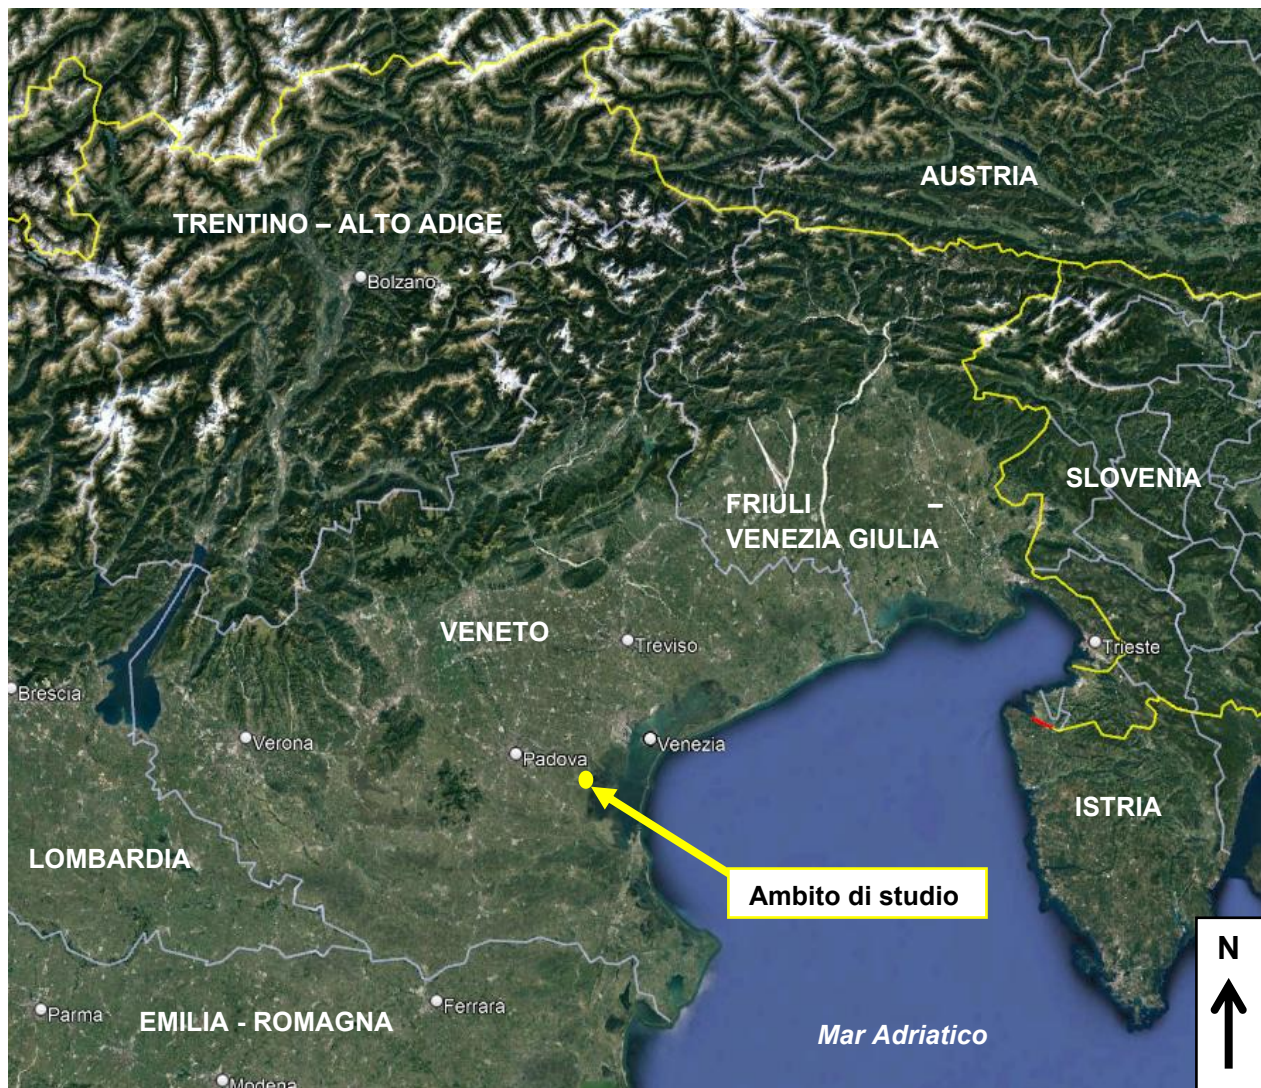 AUSTRIA
TRENTINO – ALTO ADIGE
Bolzano
SLOVENIA
FRIULI –
VENEZIA GIULIA
VENETO
Treviso
Trieste
Brescia
Verona
Padova
Venezia
ISTRIA
LOMBARDIA
Ambito di studio
N
Parma
Ferrara
EMILIA - ROMAGNA
Mar Adriatico
Modena